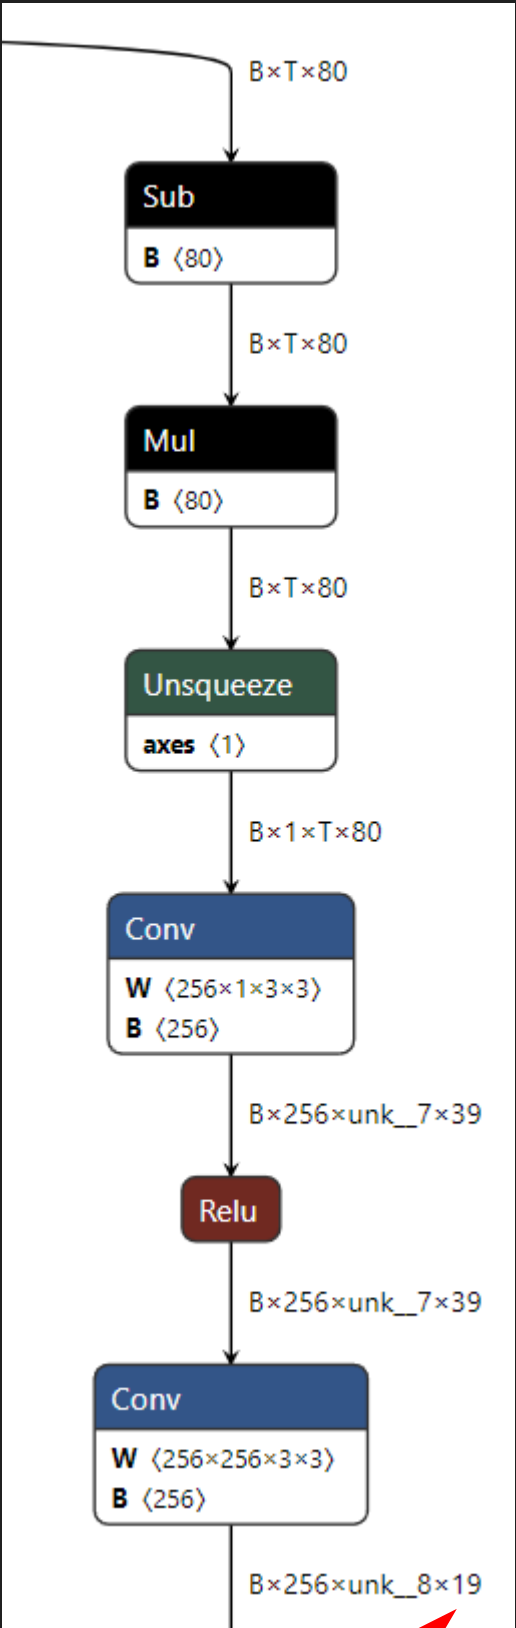 B×T×80
Sub
B ⟨80⟩
B×T×80
Mul
B ⟨80⟩
B×T×80
Unsqueeze
axes ⟨1⟩
B×1×T×80
Conv
W ⟨256×1×3×3⟩
B ⟨256⟩
B×256×unk__7×39
Relu
B×256×unk__7×39
Conv
W ⟨256×256×3×3⟩
B ⟨256⟩
B×256×unk__8×19